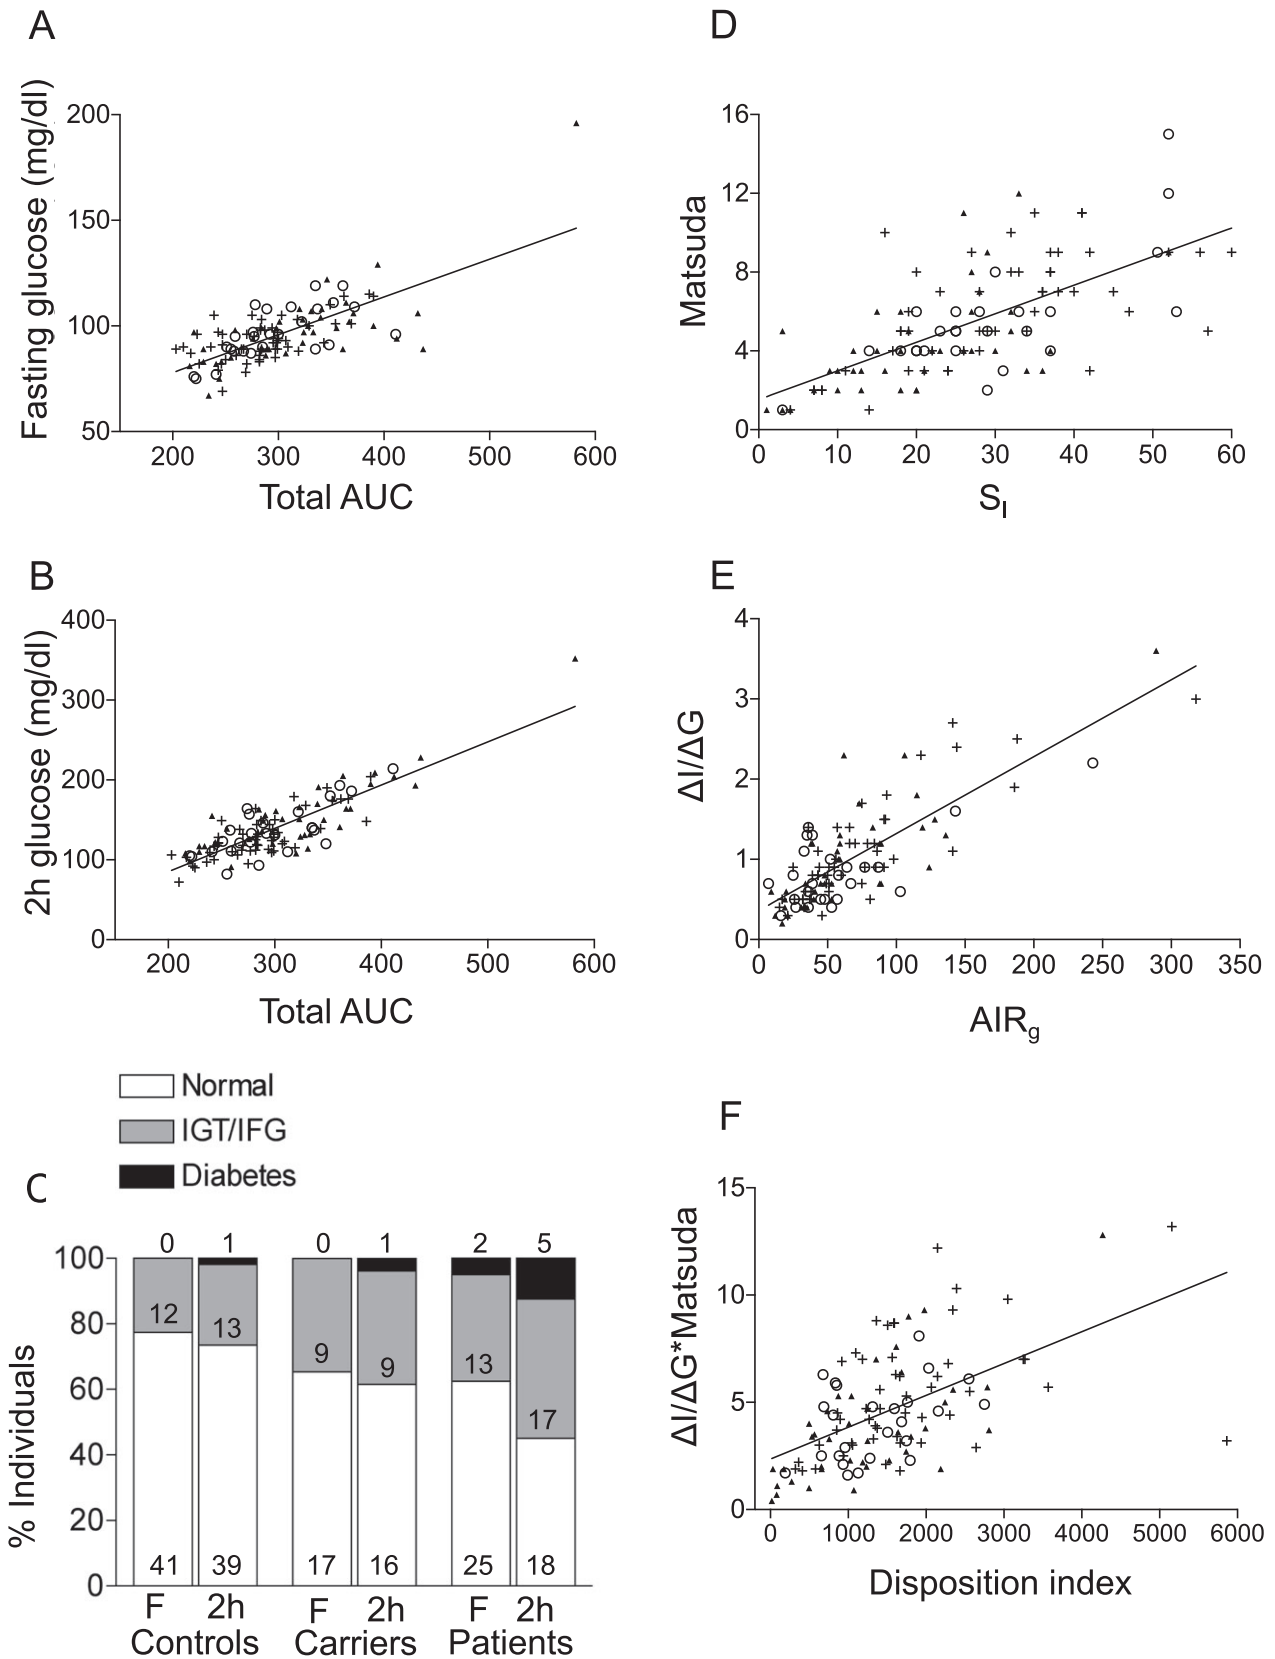 A
Fasting glucose (mg/dl)
200
150
100
50
200 300 400 500 600
Total AUC
D
Matsuda
16
12
8
4
0
0 10 20 30 40 50 60
SI
B
2h glucose (mg/dl)
400
300
200
100
0
200 300 400 500 600
Total AUC
E
ΔI/ΔG
4
3
2
1
0
0 50 100 150 200 250 300 350
AIRg
Normal
IGT/IFG
Diabetes
C
% Individuals
0 1 0 1 2 5
100
80
60
40
20
0
12 13 9 9 13 17
41 39 17 16 25 18
F 2h F 2h F 2h
Controls Carriers Patients
F
ΔI/ΔG*Matsuda
15
10
5
0
0 1000 2000 3000 4000 5000 6000
Disposition index